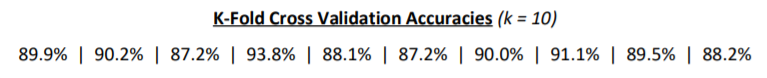 K-Fold Cross Validation Accuracies (k = 10)
89.9% | 90.2% | 87.2% | 93.8% | 88.1% | 87.2% | 90.0% | 91.1% | 89.5% | 88.2%